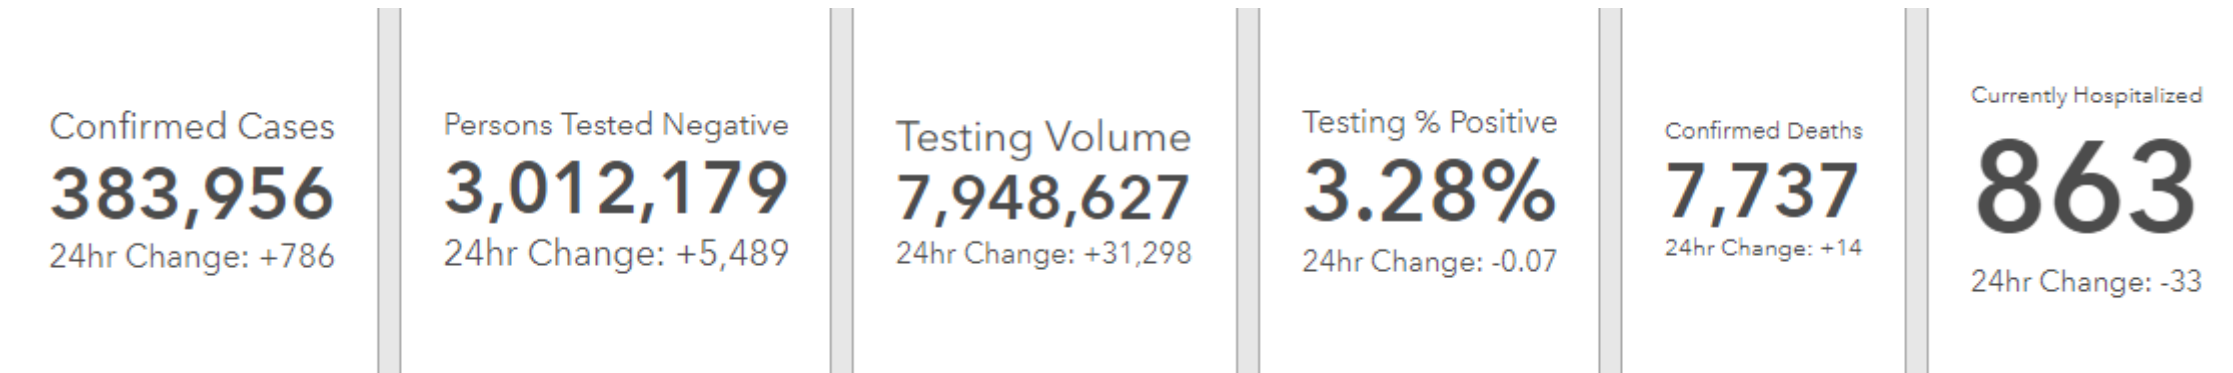 Confirmed Cases
383,956
24hr Change: +786
Persons Tested Negative
3,012,179
24hr Change: +5,489
Testing Volume
7,948,627
24hr Change: +31,298
Testing % Positive
3.28%
24hr Change: -0.07
Confirmed Deaths
7,737
24hr Change: +14
Currently Hospitalized
863
24hr Change: -33